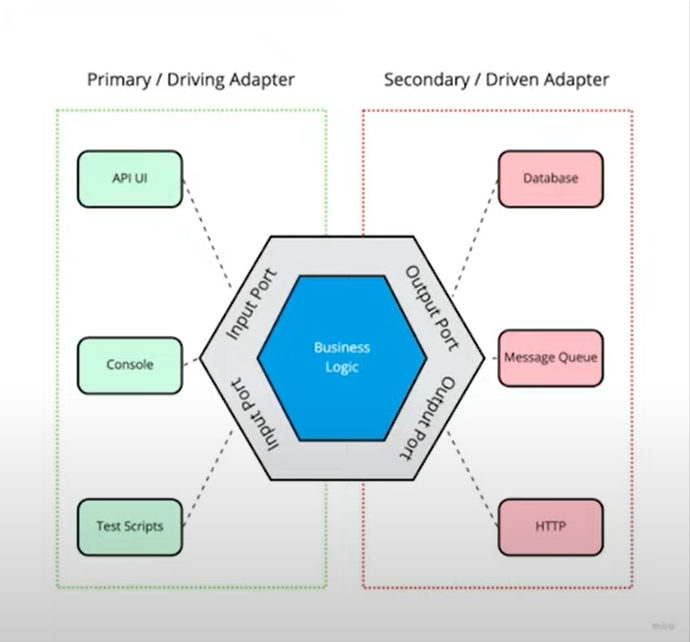 Primary / Driving Adapter
Secondary / Driven Adapter
API UI
Database
Input Port
Output Port
Business
Logic
Console
Message Queue
Input Port
Output Port
Test Scripts
HTTP
miro